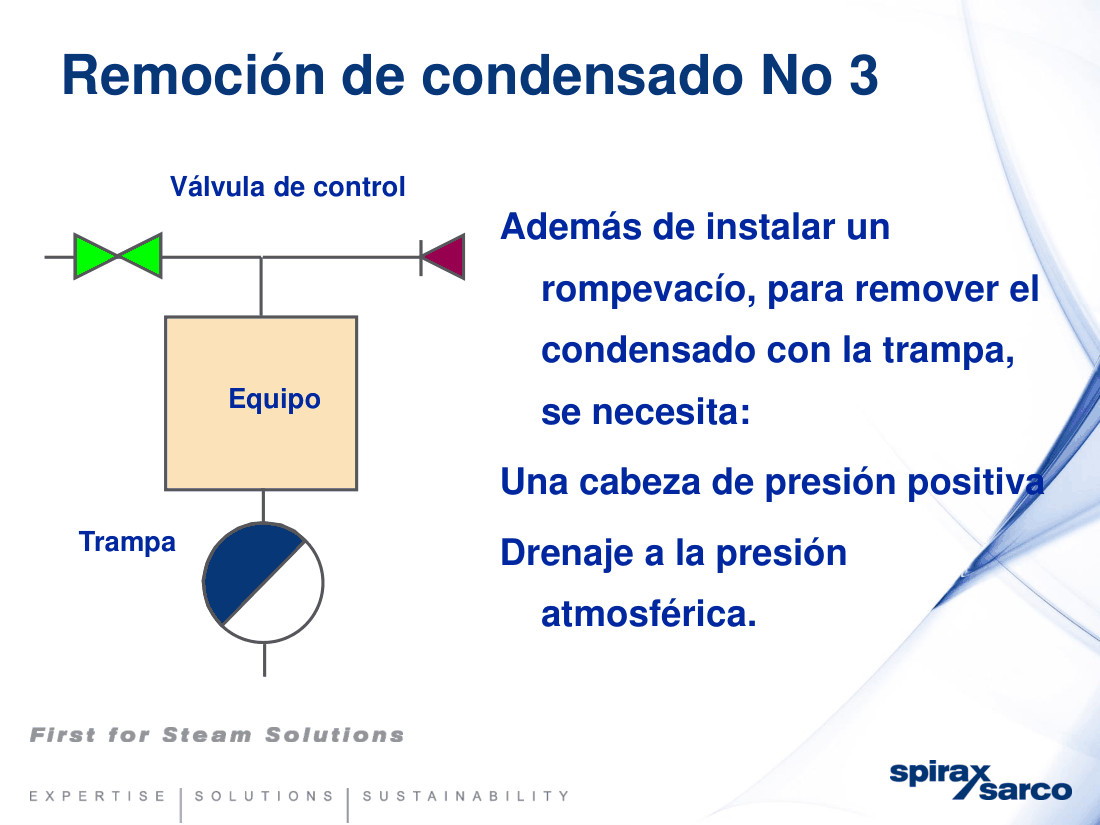 Remoción de condensado No 3
Válvula de control
Equipo
Trampa
Además de instalar un
rompevacío, para remover el
condensado con la trampa,
se necesita:
Una cabeza de presión positiva
Drenaje a la presión
atmosférica.
First for Steam Solutions
EXPERTISE SOLUTIONS SUSTAINABILITY
spirax
sarco